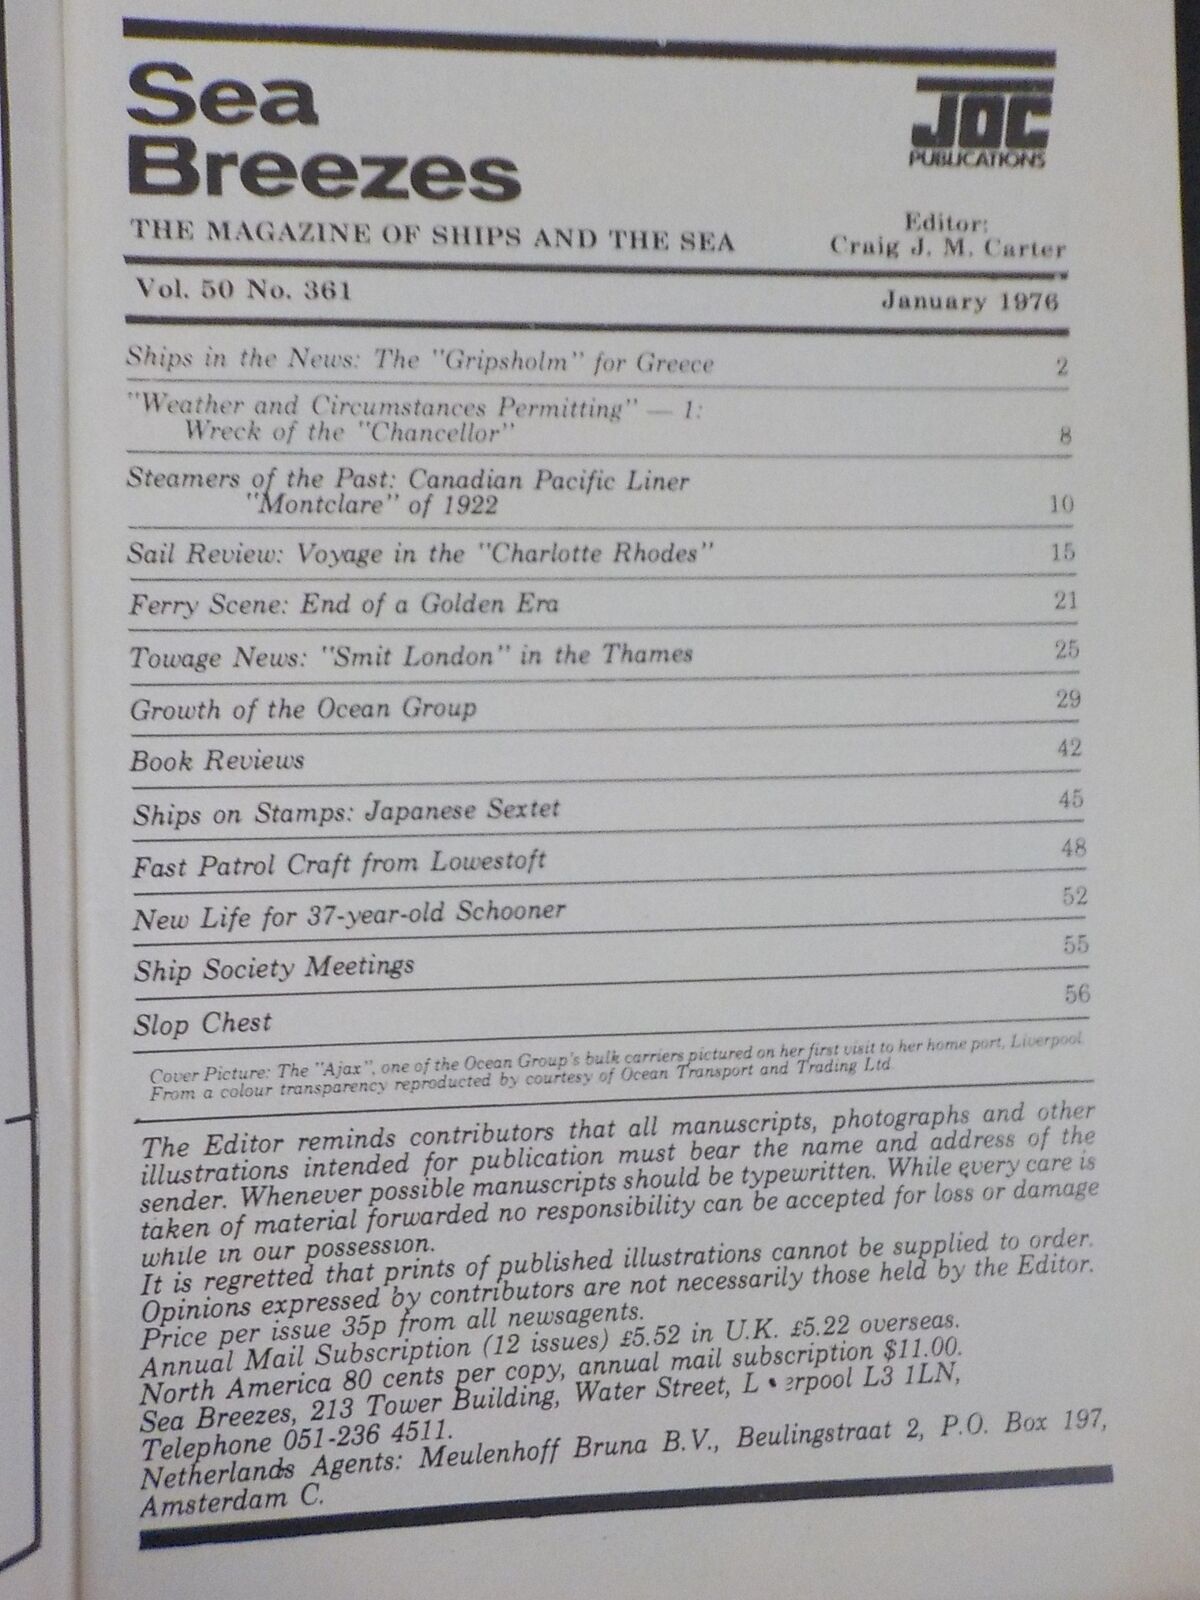 Sea
Breezes
JOC
PUBLICATIONS
THE MAGAZINE OF SHIPS AND THE SEA
Editor:
Craig J. M. Carter
Vol. 50 No. 361
January 1976
Ships in the News: The "Gripsholm" for Greece 2
"Weather and Circumstances Permitting" — 1:
Wreck of the "Chancellor" 8
Steamers of the Past: Canadian Pacific Liner
"Montclare" of 1922 10
Sail Review: Voyage in the "Charlotte Rhodes" 15
Ferry Scene: End of a Golden Era 21
Towage News: "Smit London" in the Thames 25
Growth of the Ocean Group 29
Book Reviews 42
Ships on Stamps: Japanese Sextet 45
Fast Patrol Craft from Lowestoft 48
New Life for 37-year-old Schooner 52
Ship Society Meetings 55
Slop Chest 56
Cover Picture: The "Ajax", one of the Ocean Group's bulk carriers pictured on her first visit to her home port, Liverpool.
From a colour transparency reproduced by courtesy of Ocean Transport and Trading Ltd.
The Editor reminds contributors that all manuscripts, photographs and other
illustrations intended for publication must bear the name and address of the
sender. Whenever possible manuscripts should be typewritten. While every care is
taken of material forwarded no responsibility can be accepted for loss or damage
while in our possession.
It is regretted that prints of published illustrations cannot be supplied to order.
Opinions expressed by contributors are not necessarily those held by the Editor.
Price per issue 35p from all newsagents.
Annual Mail Subscription (12 issues) £5.52 in U.K. £5.22 overseas.
North America 80 cents per copy, annual mail subscription $11.00.
Sea Breezes, 213 Tower Building, Water Street, L erpool L3 1LN,
Telephone 051-236 4511.
Netherlands Agents: Meulenhoff Bruna B.V., Beulingstraat 2, P.O. Box 197,
Amsterdam C.